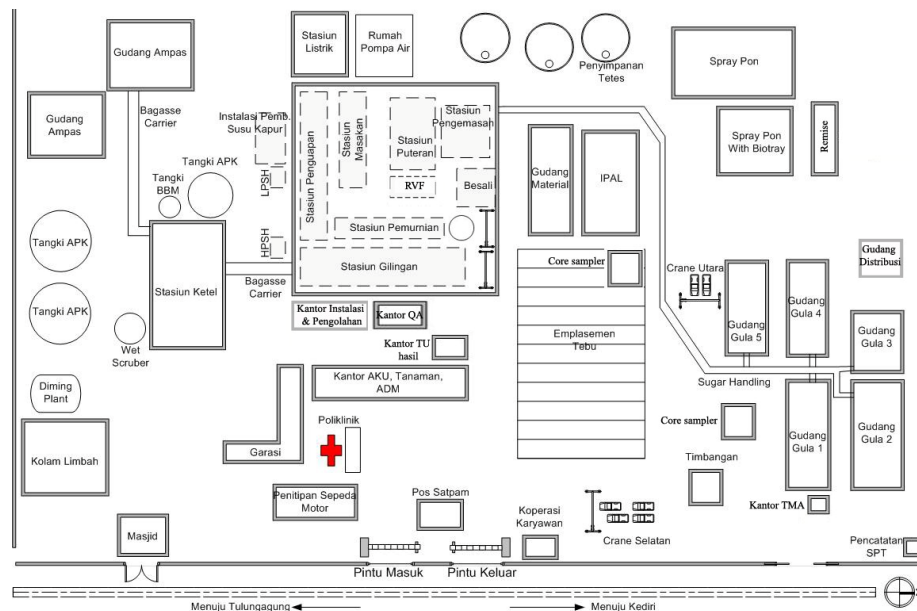 Gudang Ampas
Stasiun
Listrik
Rumah
Pompa Air
Penyimpanan
Tetes
Spray Pon
Gudang
Ampas
Bagasse
Carrier
Instalasi Pemb.
Susu Kapur
Stasiun Penguapan
Stasiun
Masakan
Stasiun
Puteran
Stasiun
Pengemasan
RVF
Besali
Gudang
Material
IPAL
Spray Pon
With Biotray
Remise
Tangki APK
Tangki
BBM
LPSH
HPSH
Stasiun Pemurnian
Stasiun Gilingan
Tangki APK
Stasiun Ketel
Bagasse
Carrier
Core sampler
Crane Utara
Gudang
Distribusi
Tangki APK
Wet
Scruber
Kantor Instalasi
& Pengolahan
Kantor QA
Kantor TU
hasil
Emplasemen
Tebu
Gudang
Gula 5
Gudang
Gula 4
Gudang
Gula 3
Sugar Handling
Diming
Plant
Kantor AKU, Tanaman,
ADM
Poliklinik
Garasi
Core sampler
Gudang
Gula 1
Gudang
Gula 2
Kolam Limbah
Timbangan
Penitipan Sepeda
Motor
Pos Satpam
Koperasi
Karyawan
Crane Selatan
Kantor TMA
Masjid
Pencatatan
SPT
Pintu Masuk
Pintu Keluar
Menuju Tulungagung
Menuju Kediri